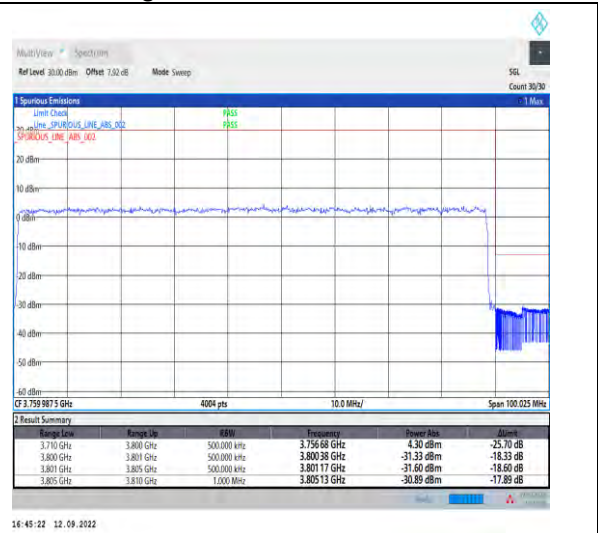 MultiView Spectrum
Ref Level 30.00 dBm Offset 7.92 dB Mode Sweep SGL
Count 30/30
1 Spurious Emissions 1 Max
Limit Check PASS
Line _SPURIOUS_LINE_ABS_002 PASS
_SPURIOUS_LINE_ABS_002
20 dBm
10 dBm
0 dBm
-10 dBm
-20 dBm
-30 dBm
-40 dBm
-50 dBm
-60 dBm
CF 3.759 987 5 GHz 4004 pts 10.0 MHz/ Span 100.025 MHz
2 Result Summary
Range Low Range Up RBW Frequency Power Abs ΔLimit
3.710 GHz 3.800 GHz 500.000 kHz 3.756 68 GHz 4.30 dBm -25.70 dB
3.800 GHz 3.801 GHz 500.000 kHz 3.800 38 GHz -31.33 dBm -18.33 dB
3.801 GHz 3.805 GHz 500.000 kHz 3.801 17 GHz -31.60 dBm -18.60 dB
3.805 GHz 3.810 GHz 1.000 MHz 3.805 13 GHz -30.89 dBm -17.89 dB
Ready
16:45:22 12.09.2022